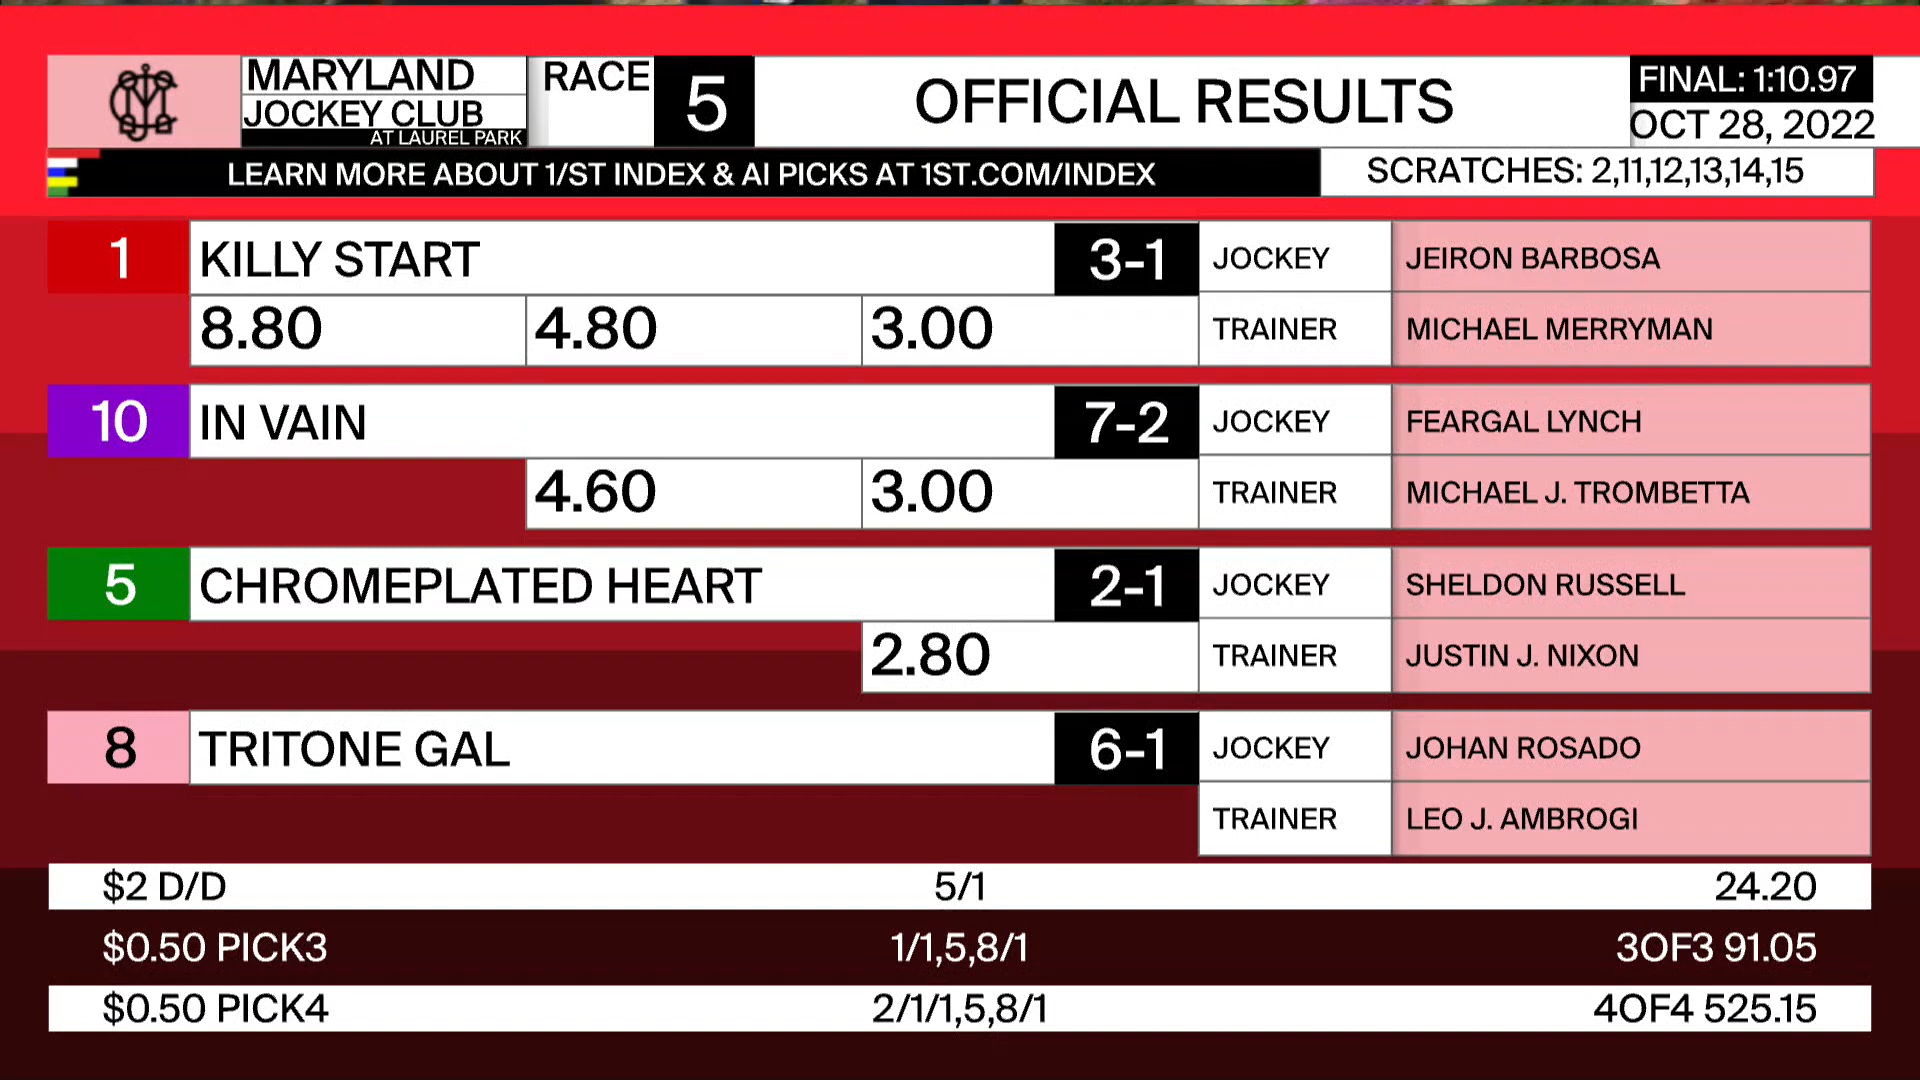 MARYLAND
JOCKEY CLUB
AT LAUREL PARK
RACE 5
OFFICIAL RESULTS
FINAL: 1:10.97
OCT 28, 2022
LEARN MORE ABOUT 1/ST INDEX & AI PICKS AT 1ST.COM/INDEX
SCRATCHES: 2,11,12,13,14,15
1 KILLY START 3-1 JOCKEY JEIRON BARBOSA
8.80 4.80 3.00 TRAINER MICHAEL MERRYMAN
10 IN VAIN 7-2 JOCKEY FEARGAL LYNCH
4.60 3.00 TRAINER MICHAEL J. TROMBETTA
5 CHROMEPLATED HEART 2-1 JOCKEY SHELDON RUSSELL
2.80 TRAINER JUSTIN J. NIXON
8 TRITONE GAL 6-1 JOCKEY JOHAN ROSADO
TRAINER LEO J. AMBROGI
$2 D/D 5/1 24.20
$0.50 PICK3 1/1,5,8/1 3OF3 91.05
$0.50 PICK4 2/1/1,5,8/1 4OF4 525.15